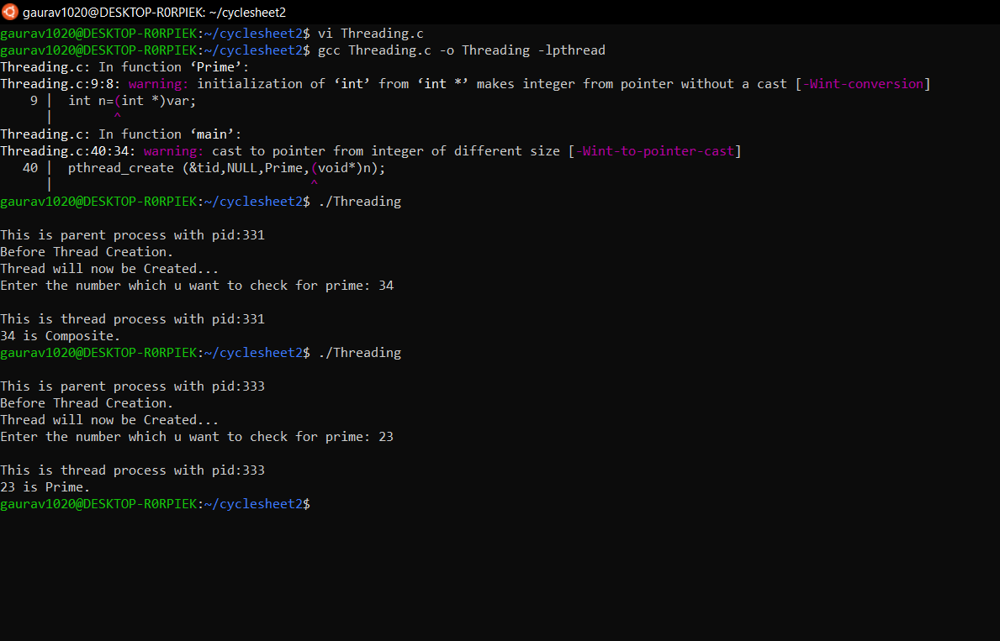 gaurav1020@DESKTOP-R0RPIEK: ~/cyclesheet2
gaurav1020@DESKTOP-R0RPIEK:~/cyclesheet2$ vi Threading.c
gaurav1020@DESKTOP-R0RPIEK:~/cyclesheet2$ gcc Threading.c -o Threading -lpthread
Threading.c: In function ‘Prime’:
Threading.c:9:8: warning: initialization of ‘int’ from ‘int *’ makes integer from pointer without a cast [-Wint-conversion]
    9 |  int n=(int *)var;
      |        ^
Threading.c: In function ‘main’:
Threading.c:40:34: warning: cast to pointer from integer of different size [-Wint-to-pointer-cast]
   40 |  pthread_create (&tid,NULL,Prime,(void*)n);
      |                                  ^
gaurav1020@DESKTOP-R0RPIEK:~/cyclesheet2$ ./Threading
This is parent process with pid:331
Before Thread Creation.
Thread will now be Created...
Enter the number which u want to check for prime: 34
This is thread process with pid:331
34 is Composite.
gaurav1020@DESKTOP-R0RPIEK:~/cyclesheet2$ ./Threading
This is parent process with pid:333
Before Thread Creation.
Thread will now be Created...
Enter the number which u want to check for prime: 23
This is thread process with pid:333
23 is Prime.
gaurav1020@DESKTOP-R0RPIEK:~/cyclesheet2$